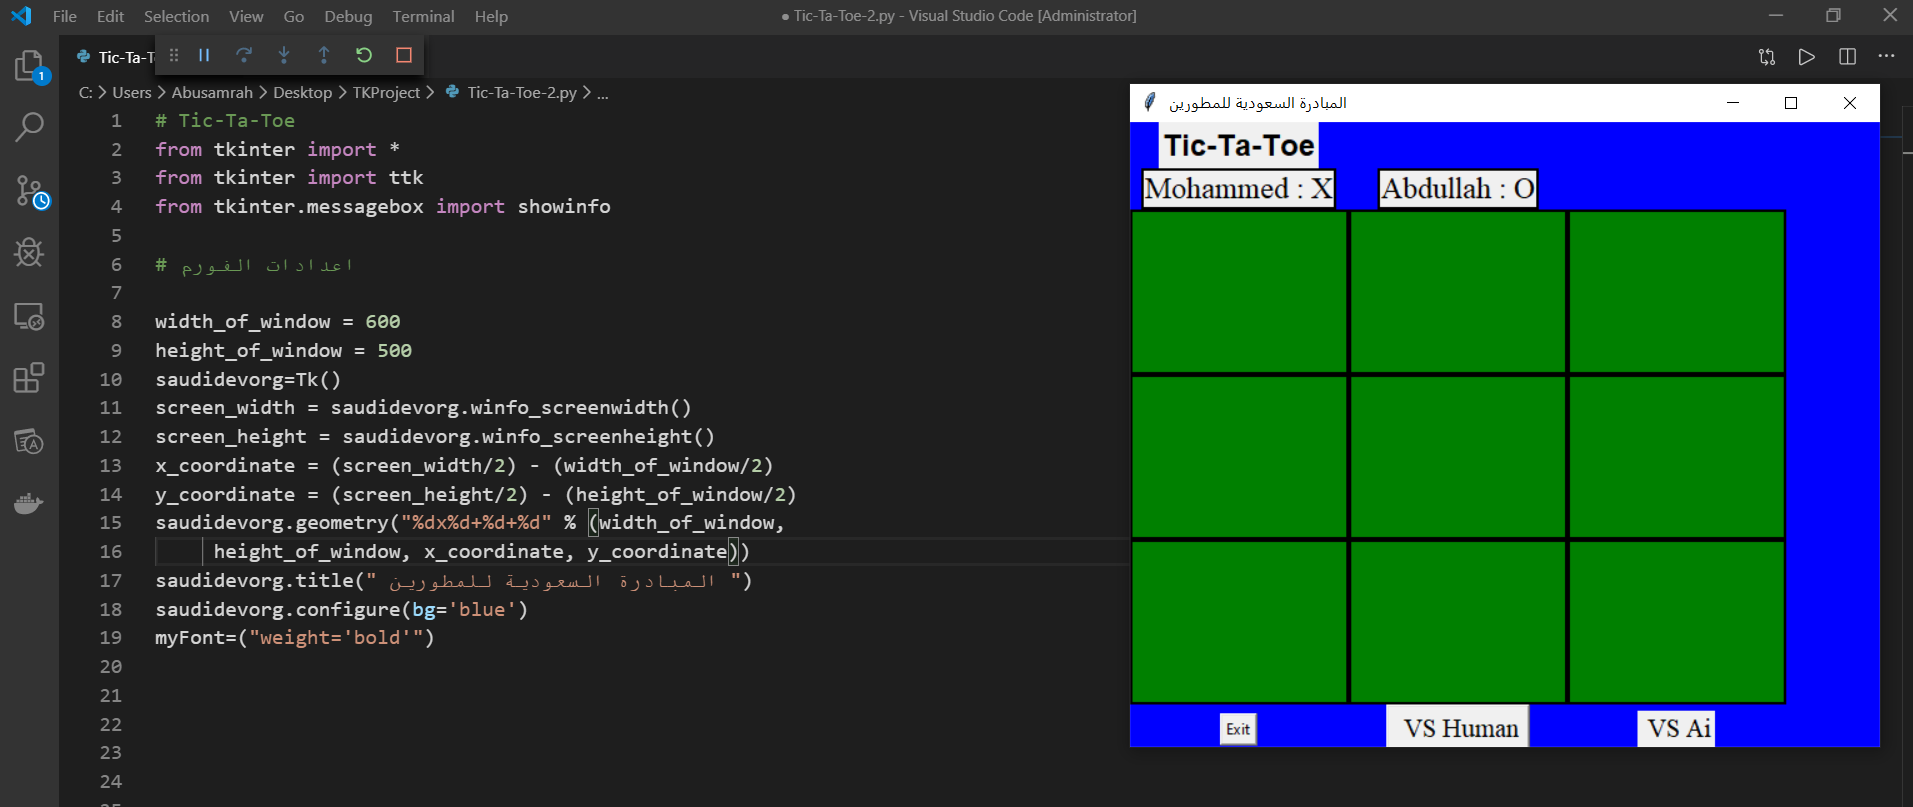 File Edit Selection View Go Debug Terminal Help
● Tic-Ta-Toe-2.py - Visual Studio Code [Administrator]
1
Tic-Ta-T
C: > Users > Abusamrah > Desktop > TKProject > Tic-Ta-Toe-2.py > ...
1 # Tic-Ta-Toe
2 from tkinter import *
3 from tkinter import ttk
4 from tkinter.messagebox import showinfo
5
6 # اعدادات الفورم
7
8 width_of_window = 600
9 height_of_window = 500
10 saudidevorg=Tk()
11 screen_width = saudidevorg.winfo_screenwidth()
12 screen_height = saudidevorg.winfo_screenheight()
13 x_coordinate = (screen_width/2) - (width_of_window/2)
14 y_coordinate = (screen_height/2) - (height_of_window/2)
15 saudidevorg.geometry("%dx%d+%d+%d" % (width_of_window,
16 height_of_window, x_coordinate, y_coordinate))
17 saudidevorg.title(" المبادرة السعودية للمطورين ")
18 saudidevorg.configure(bg='blue')
19 myFont=("weight='bold'")
20
21
22
23
24
المبادرة السعودية للمطورين
Tic-Ta-Toe
Mohammed : X
Abdullah : O
Exit
VS Human
VS Ai